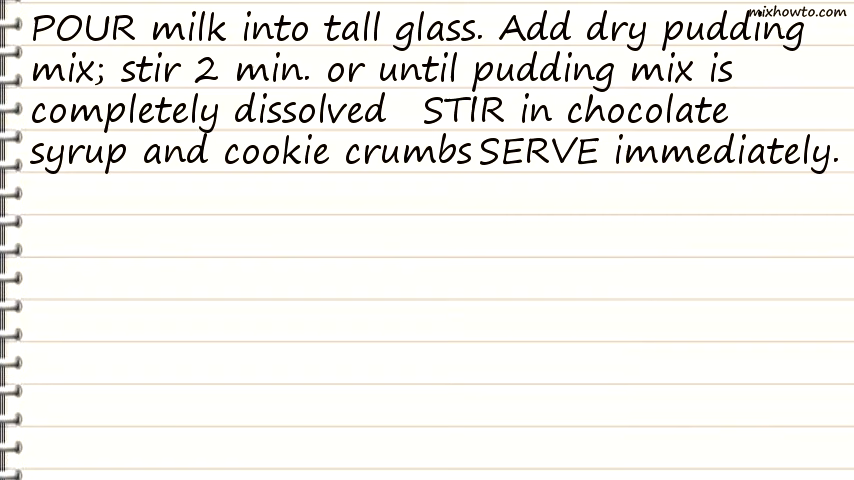 mixhowto.com
POUR milk into tall glass. Add dry pudding
mix; stir 2 min. or until pudding mix is
completely dissolved STIR in chocolate
syrup and cookie crumbs SERVE immediately.